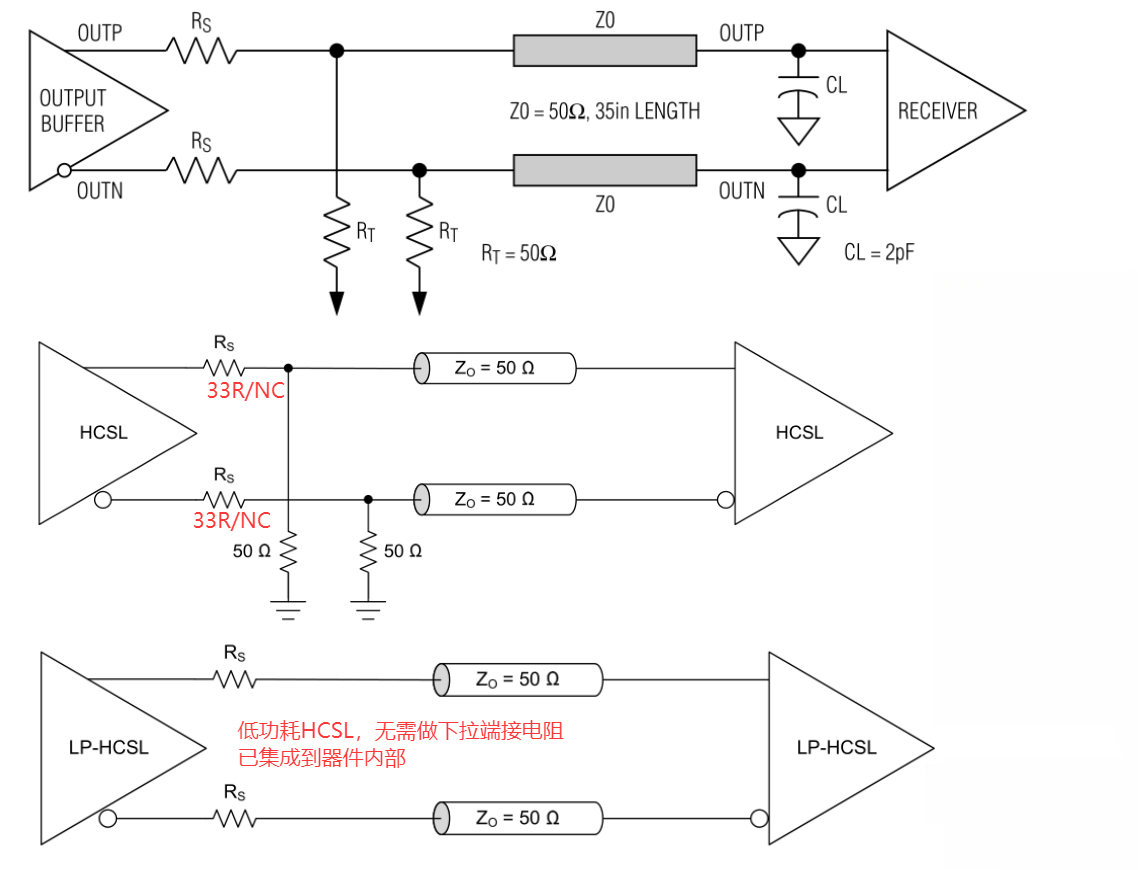 OUTP
R_S
Z0
OUTP
CL
OUTPUT
BUFFER
Z0 = 50Ω, 35in LENGTH
RECEIVER
R_S
OUTN
Z0
OUTN
CL
R_T
R_T
R_T = 50Ω
CL = 2pF
R_S
33R/NC
Z_O = 50 Ω
HCSL
HCSL
R_S
33R/NC
Z_O = 50 Ω
50 Ω
50 Ω
R_S
Z_O = 50 Ω
LP-HCSL
低功耗HCSL，无需做下拉端接电阻
已集成到器件内部
LP-HCSL
R_S
Z_O = 50 Ω